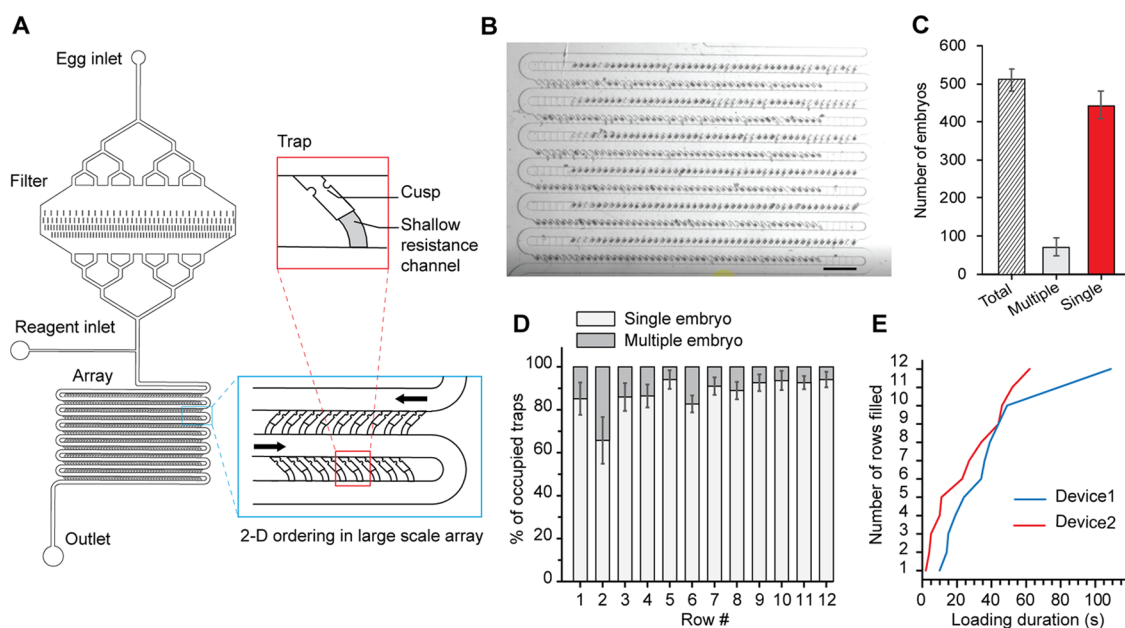 A
Egg inlet
Filter
Reagent inlet
Array
Outlet
Trap
Cusp
Shallow
resistance
channel
2-D ordering in large scale array
B
C
Number of embryos
600
500
400
300
200
100
0
Total
Multiple
Single
D
Single embryo
Multiple embryo
% of occupied traps
100
80
60
40
20
0
1 2 3 4 5 6 7 8 9 10 11 12
Row #
E
Number of rows filled
12
11
10
9
8
7
6
5
4
3
2
1
Device1
Device2
0 20 40 60 80 100
Loading duration (s)